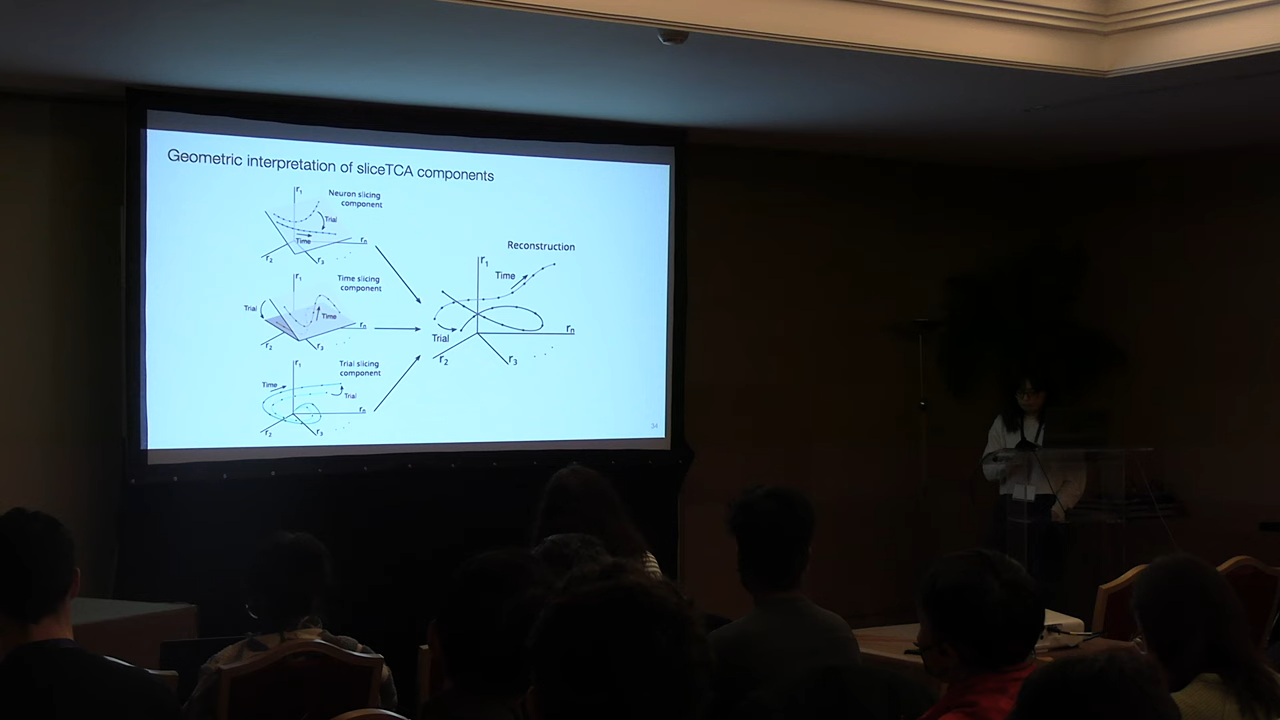 Geometric interpretation of sliceTCA components
r1
Neuron slicing
component
Trial
Time
rn
r2
r3
r1
Time slicing
component
Trial
Time
rn
r2
r3
r1
Trial slicing
component
Time
Trial
rn
r2
r3
Reconstruction
r1
Time
Trial
rn
r2
r3
34